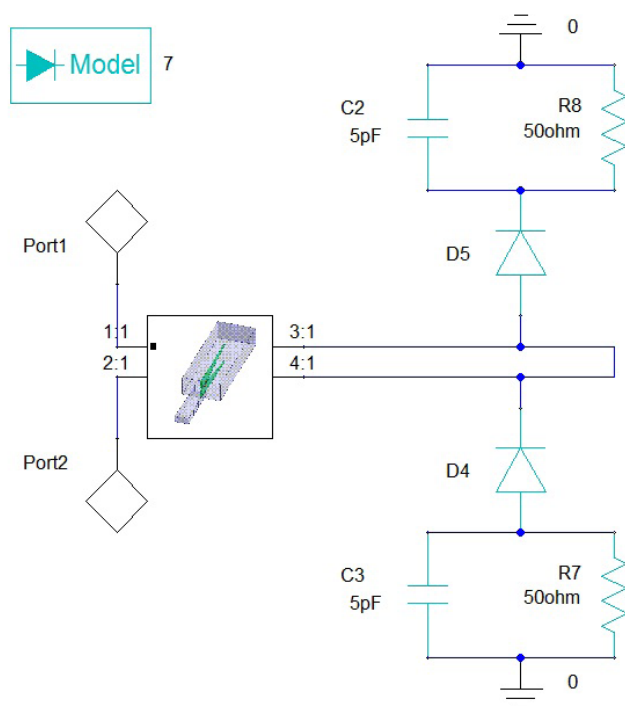 0
Model 7
C2
5pF
R8
50ohm
D5
Port1
1:1
3:1
2:1
4:1
Port2
D4
C3
5pF
R7
50ohm
0